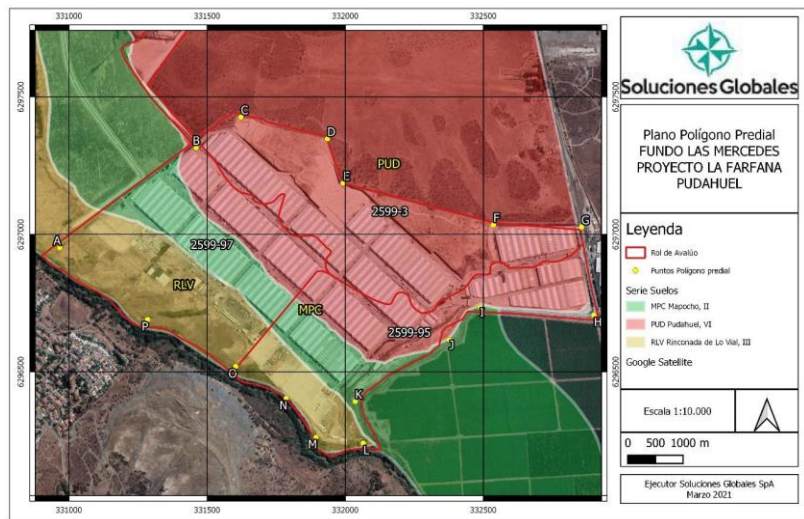 331000
331500
332000
332500
6297500
6297000
6296500
6297500
6297000
6296500
331000
331500
332000
332500
A
B
C
D
E
F
G
H
I
J
K
L
M
N
O
P
PUD
2599-3
2599-97
RLV
MPC
2599-95
Soluciones Globales
Plano Polígono Predial
FUNDO LAS MERCEDES
PROYECTO LA FARFANA
PUDAHUEL
Leyenda
Rol de Avalúo
Puntos Polígono predial
Serie Suelos
MPC Mapocho, II
PUD Pudahuel, VI
RLV Rinconada de Lo Vial, III
Google Satellite
Escala 1:10.000
0 500 1000 m
Ejecutor Soluciones Globales SpA
Marzo 2021